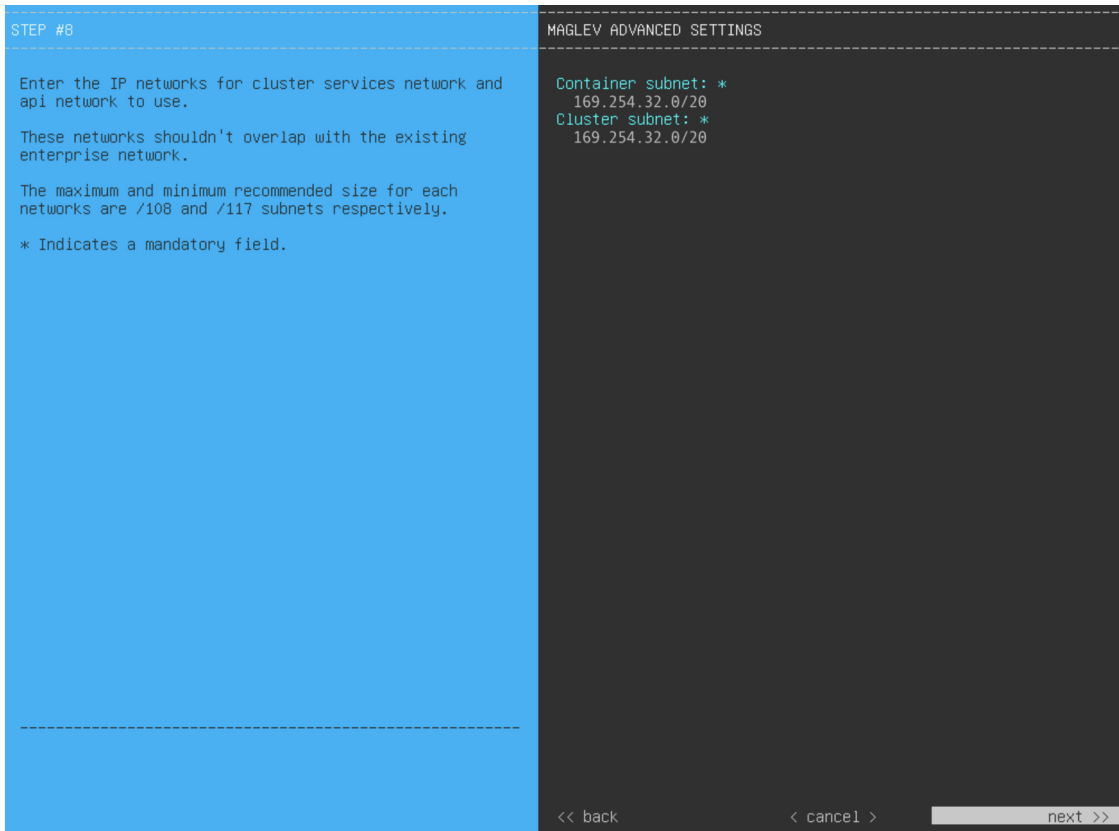 STEP #8
Enter the IP networks for cluster services network and
api network to use.
These networks shouldn't overlap with the existing
enterprise network.
The maximum and minimum recommended size for each
networks are /108 and /117 subnets respectively.
* Indicates a mandatory field.
MAGLEV ADVANCED SETTINGS
Container subnet: *
169.254.32.0/20
Cluster subnet: *
169.254.32.0/20
<< back < cancel > next >>